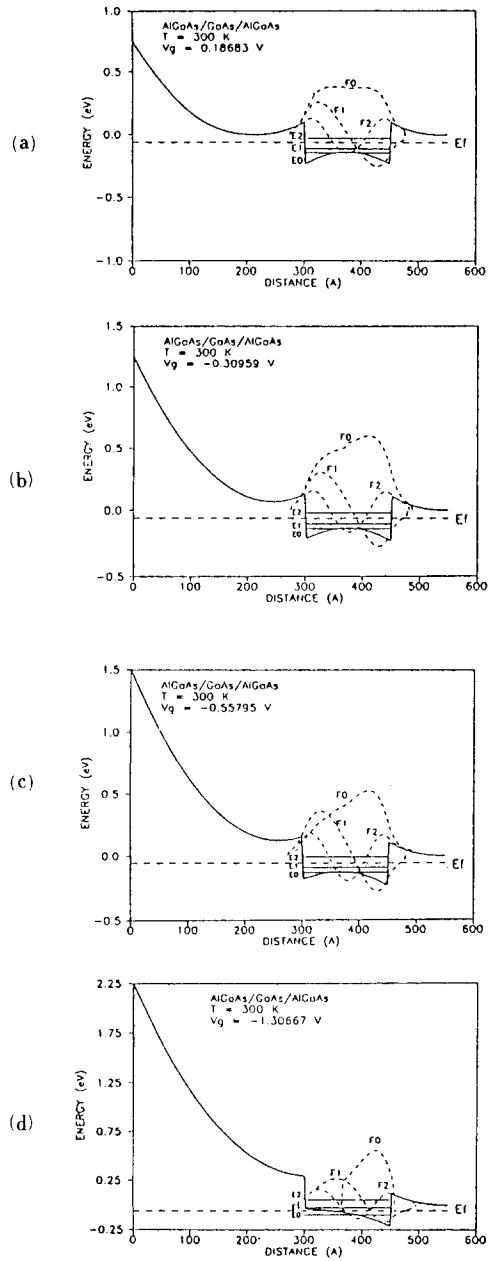 (a)
AlGaAs/GaAs/AlGaAs
T = 300 K
Vg = 0.18683 V
1.0
0.5
0.0
-0.5
-1.0
ENERGY (eV)
F0
F1
F2
E2
E1
E0
Ef
0 100 200 300 400 500 600
DISTANCE (A)
(b)
AlGaAs/GaAs/AlGaAs
T = 300 K
Vg = -0.30959 V
1.5
1.0
0.5
0.0
-0.5
ENERGY (eV)
F0
F1
F2
E2
E1
E0
Ef
0 100 200 300 400 500 600
DISTANCE (A)
(c)
AlGaAs/GaAs/AlGaAs
T = 300 K
Vg = -0.55795 V
1.5
1.0
0.5
0.0
-0.5
ENERGY (eV)
F0
F1
F2
E2
E1
E0
Ef
0 100 200 300 400 500 600
DISTANCE (A)
(d)
AlGaAs/GaAs/AlGaAs
T = 300 K
Vg = -1.30667 V
2.25
1.75
1.25
0.75
0.25
-0.25
ENERGY (eV)
F0
F1
F2
E2
Ef
0 100 200 300 400 500 600
DISTANCE (A)